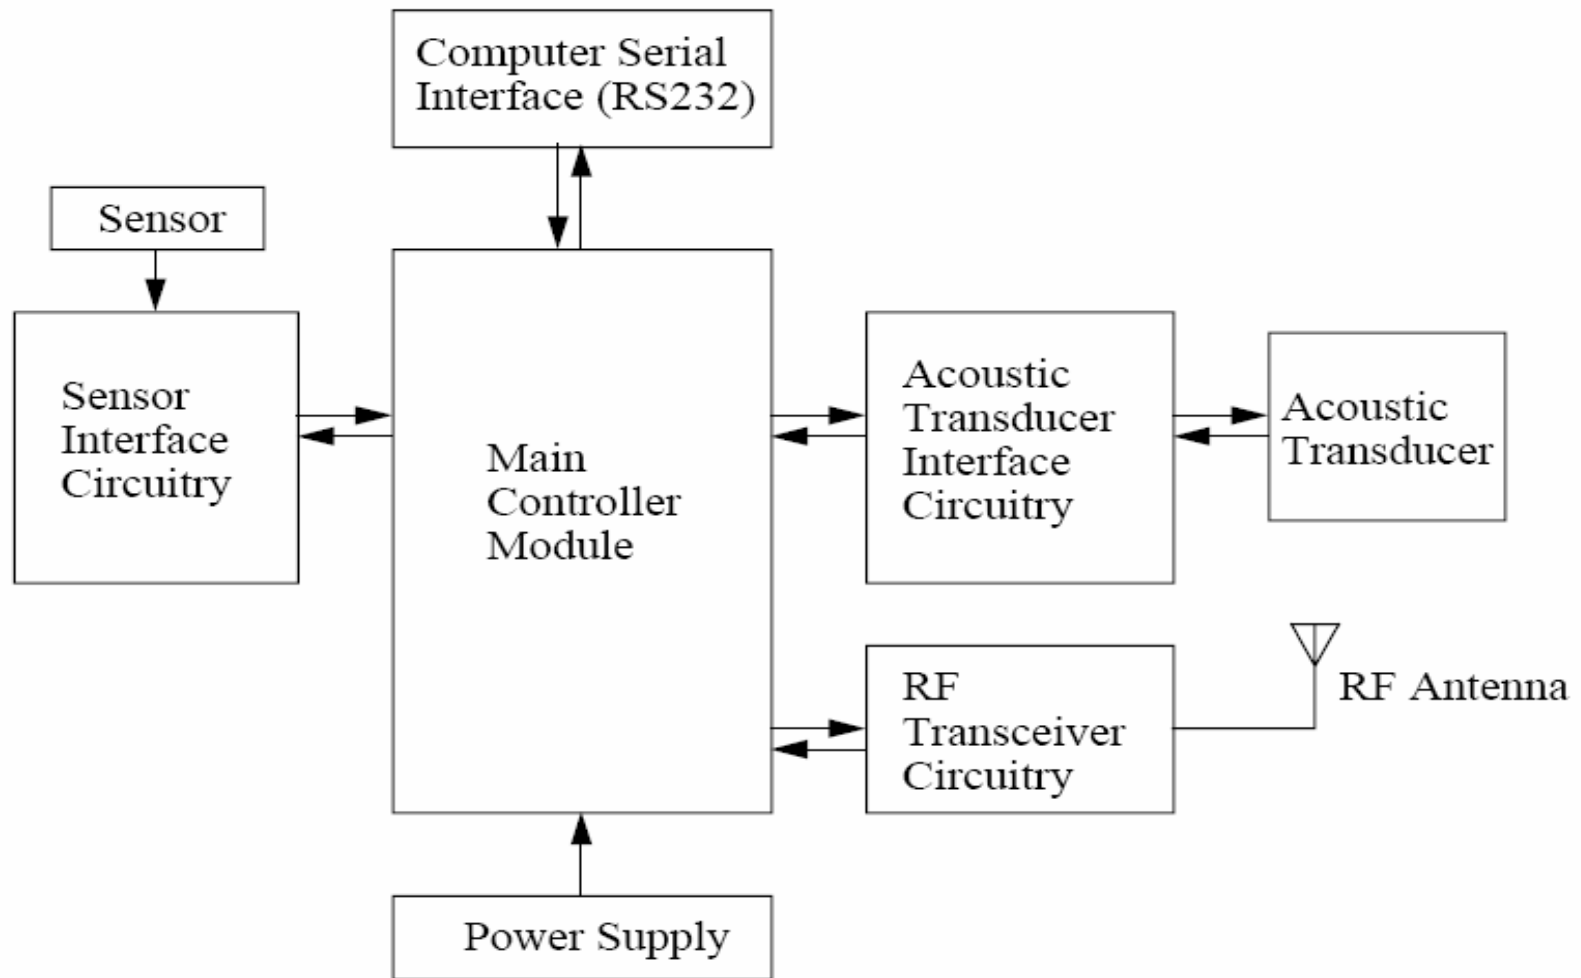 Computer Serial
Interface (RS232)
Sensor
Sensor
Interface
Circuitry
Main
Controller
Module
Acoustic
Transducer
Interface
Circuitry
Acoustic
Transducer
RF
Transceiver
Circuitry
RF Antenna
Power Supply